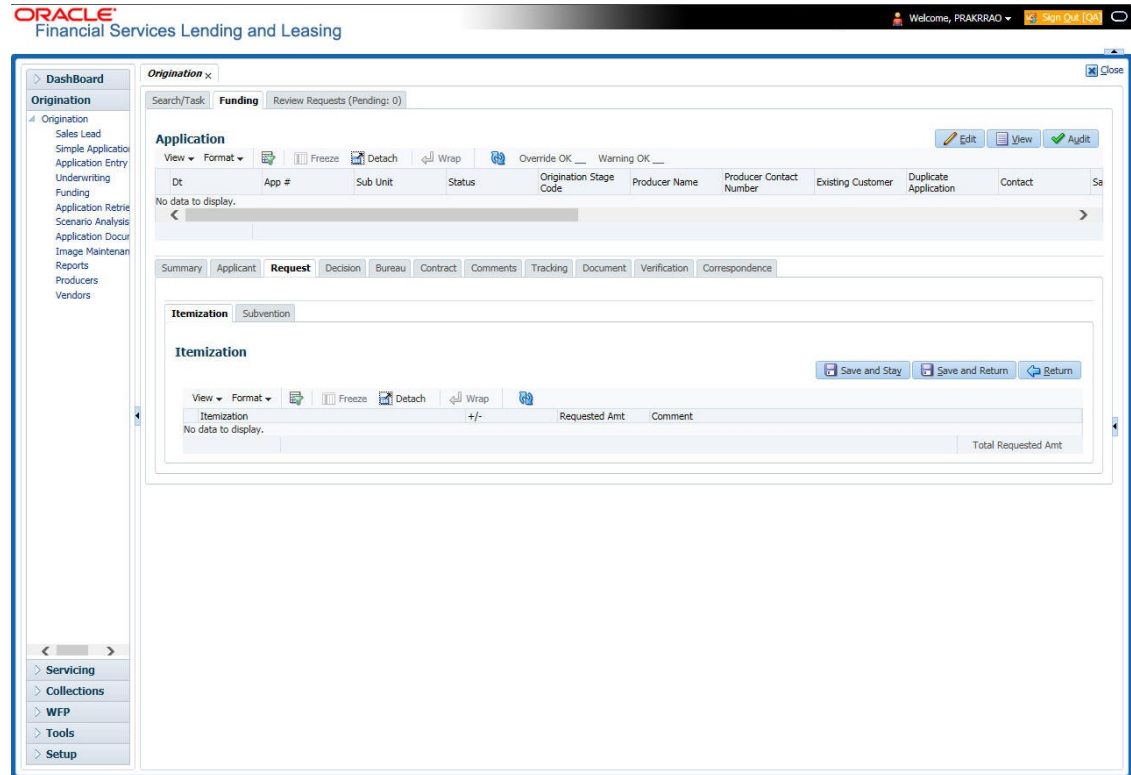 ORACLE
Financial Services Lending and Leasing
Welcome, PRAKRRAO
Sign Out [QA]
Close
DashBoard
Origination
Origination
Sales Lead
Simple Applicatio
Application Entry
Underwriting
Funding
Application Retrie
Scenario Analysis
Application Docur
Image Maintenan
Reports
Producers
Vendors
Servicing
Collections
WFP
Tools
Setup
Origination x
Search/Task Funding Review Requests (Pending: 0)
Application
Edit View Audit
View Format Freeze Detach Wrap Override OK __ Warning OK __
Dt App # Sub Unit Status Origination Stage Code Producer Name Producer Contact Number Existing Customer Duplicate Application Contact Sa
No data to display.
Summary Applicant Request Decision Bureau Contract Comments Tracking Document Verification Correspondence
Itemization Subvention
Itemization
Save and Stay Save and Return Return
View Format Freeze Detach Wrap
Itemization +/- Requested Amt Comment
No data to display.
Total Requested Amt